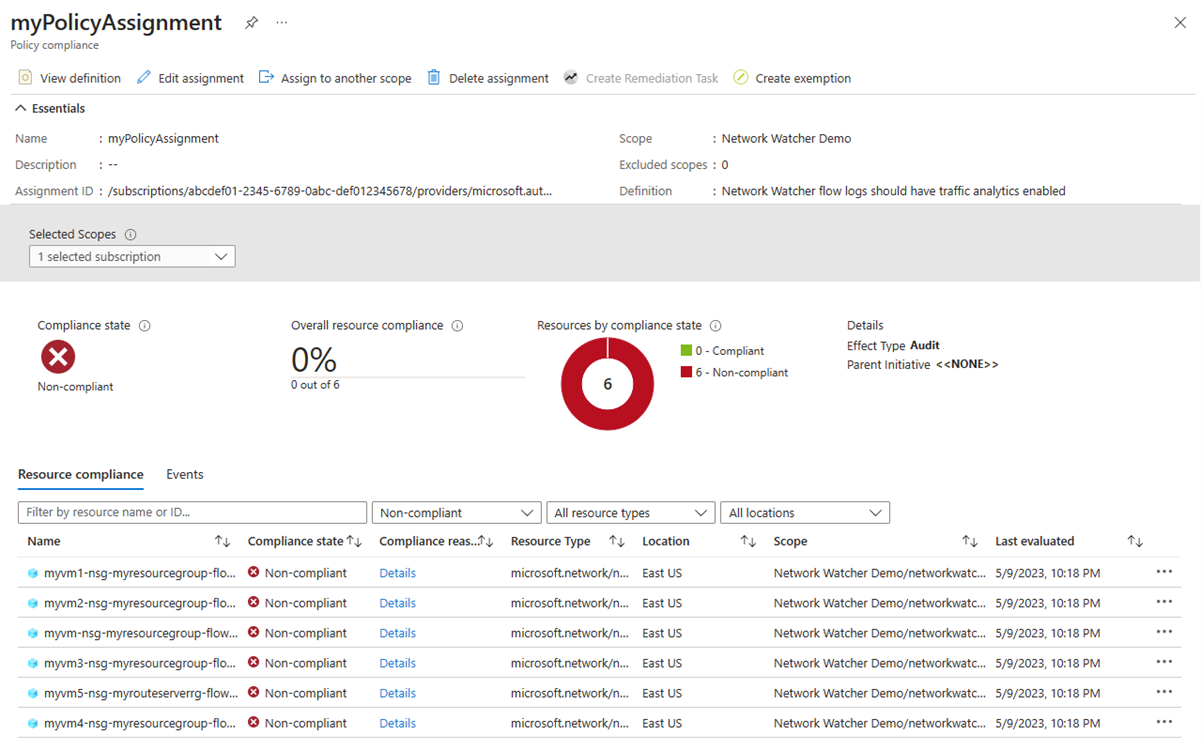 myPolicyAssignment ...
Policy compliance
View definition Edit assignment Assign to another scope Delete assignment Create Remediation Task Create exemption
Essentials
Name : myPolicyAssignment Scope : Network Watcher Demo
Description : -- Excluded scopes : 0
Assignment ID : /subscriptions/abcdef01-2345-6789-0abc-def012345678/providers/microsoft.aut... Definition : Network Watcher flow logs should have traffic analytics enabled
Selected Scopes
1 selected subscription
Compliance state Overall resource compliance Resources by compliance state Details
0% 0 - Compliant Effect Type Audit
Non-compliant 0 out of 6 6 6 - Non-compliant Parent Initiative <<NONE>>
Resource compliance Events
Filter by resource name or ID... Non-compliant All resource types All locations
Name Compliance state Compliance reas... Resource Type Location Scope Last evaluated
myvm1-nsg-myresourcegroup-flo... Non-compliant Details microsoft.network/n... East US Network Watcher Demo/networkwatc... 5/9/2023, 10:18 PM ...
myvm2-nsg-myresourcegroup-flo... Non-compliant Details microsoft.network/n... East US Network Watcher Demo/networkwatc... 5/9/2023, 10:18 PM ...
myvm-nsg-myresourcegroup-flow... Non-compliant Details microsoft.network/n... East US Network Watcher Demo/networkwatc... 5/9/2023, 10:18 PM ...
myvm3-nsg-myresourcegroup-flo... Non-compliant Details microsoft.network/n... East US Network Watcher Demo/networkwatc... 5/9/2023, 10:18 PM ...
myvm5-nsg-myrouteserverrg-flow... Non-compliant Details microsoft.network/n... East US Network Watcher Demo/networkwatc... 5/9/2023, 10:18 PM ...
myvm4-nsg-myresourcegroup-flo... Non-compliant Details microsoft.network/n... East US Network Watcher Demo/networkwatc... 5/9/2023, 10:18 PM ...